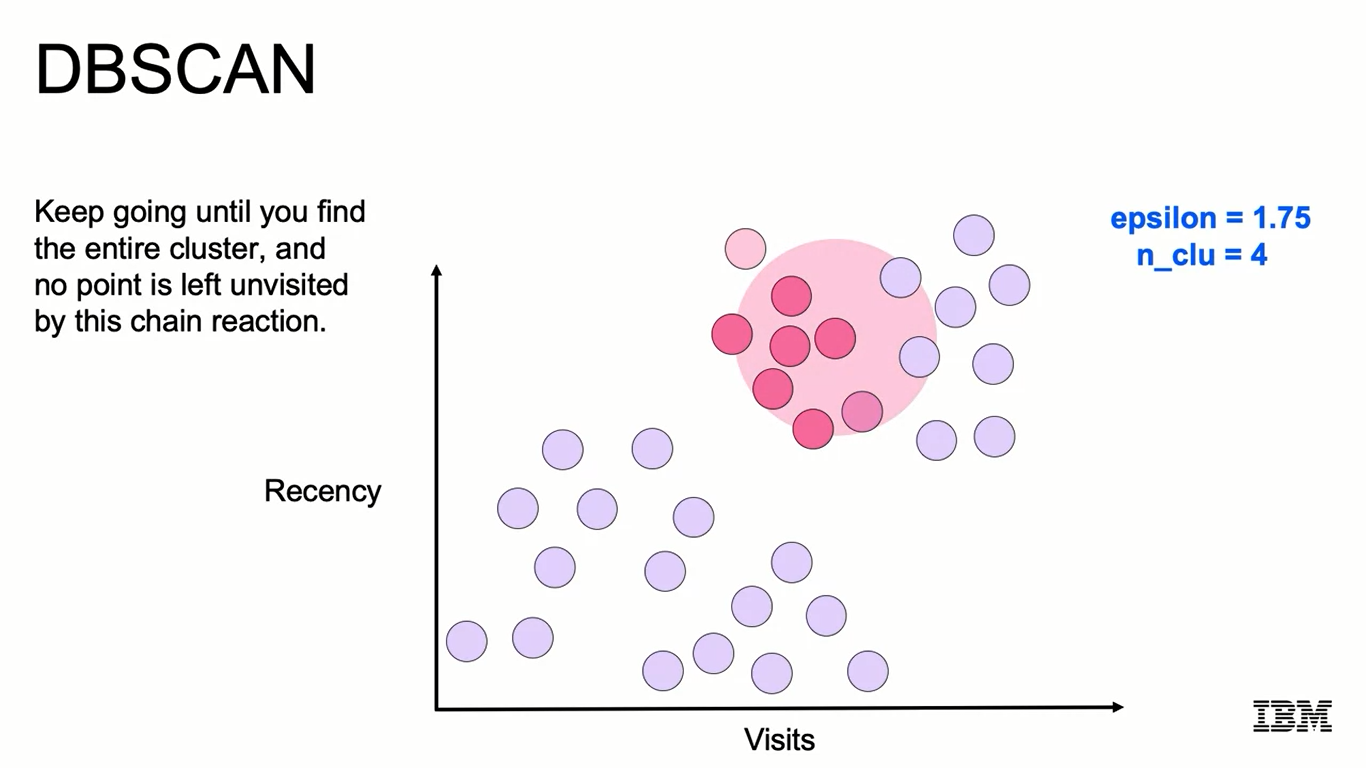 DBSCAN
Keep going until you find
the entire cluster, and
no point is left unvisited
by this chain reaction.
epsilon = 1.75
n_clu = 4
Recency
Visits
IBM